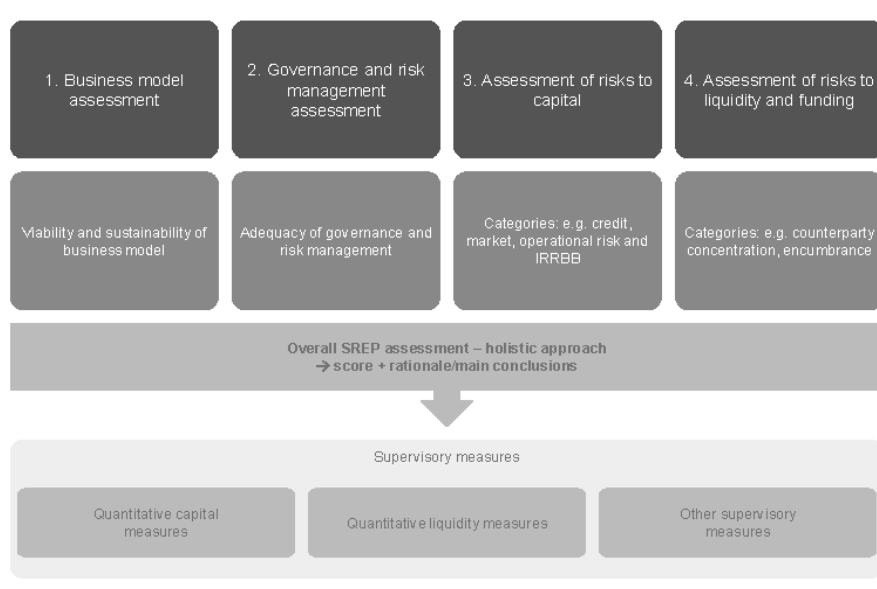 1. Business model
assessment
2. Governance and risk
management
assessment
3. Assessment of risks to
capital
4. Assessment of risks to
liquidity and funding
Viability and sustainability of
business model
Adequacy of governance and
risk management
Categories: e.g. credit,
market, operational risk and
IRRBB
Categories: e.g. counterparty
concentration, encumbrance
Overall SREP assessment – holistic approach
→ score + rationale/main conclusions
Supervisory measures
Quantitative capital
measures
Quantitative liquidity measures
Other supervisory
measures